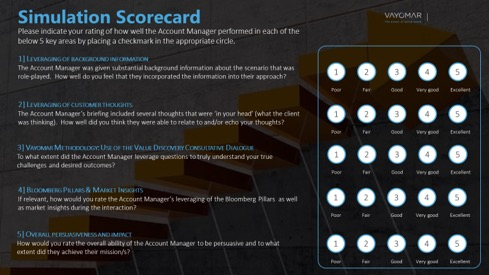 Simulation Scorecard
VAYOMAR
Please indicate your rating of how well the Account Manager performed in each of the
below 5 key areas by placing a checkmark in the appropriate circle.
1| Leveraging of background information
The Account Manager was given substantial background information about the scenario that was
role-played. How well do you feel that they incorporated the information into their approach?
1 2 3 4 5
Poor Fair Good Very good Excellent
2| Leveraging of customer thoughts
The Account Manager's briefing included several thoughts that were 'in your head' (what the client
was thinking). How well did you think they were able to relate to and/or echo your thoughts?
1 2 3 4 5
Poor Fair Good Very good Excellent
3| Vayomar Methodology: Use of the Value Discovery Consultative Dialogue
To what extent did the Account Manager leverage questions to truly understand your true
challenges and desired outcomes?
1 2 3 4 5
Poor Fair Good Very good Excellent
4| Bloomberg Pillars & Market Insights
If relevant, how would you rate the Account Manager's leveraging of the Bloomberg Pillars as well
as market insights during the interaction?
1 2 3 4 5
Poor Fair Good Very good Excellent
5| Overall persuasiveness and impact
How would you rate the overall ability of the Account Manager to be persuasive and to what
extent did they achieve their mission/s?
1 2 3 4 5
Poor Fair Good Very good Excellent